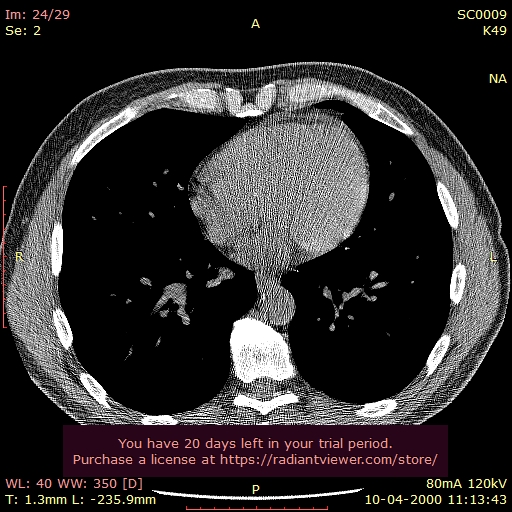 Im: 24/29
Se: 2
A
SC0009
K49
NA
R
L
You have 20 days left in your trial period.
Purchase a license at https://radiantviewer.com/store/
WL: 40 WW: 350 [D]
T: 1.3mm L: -235.9mm
P
80mA 120kV
10-04-2000 11:13:43